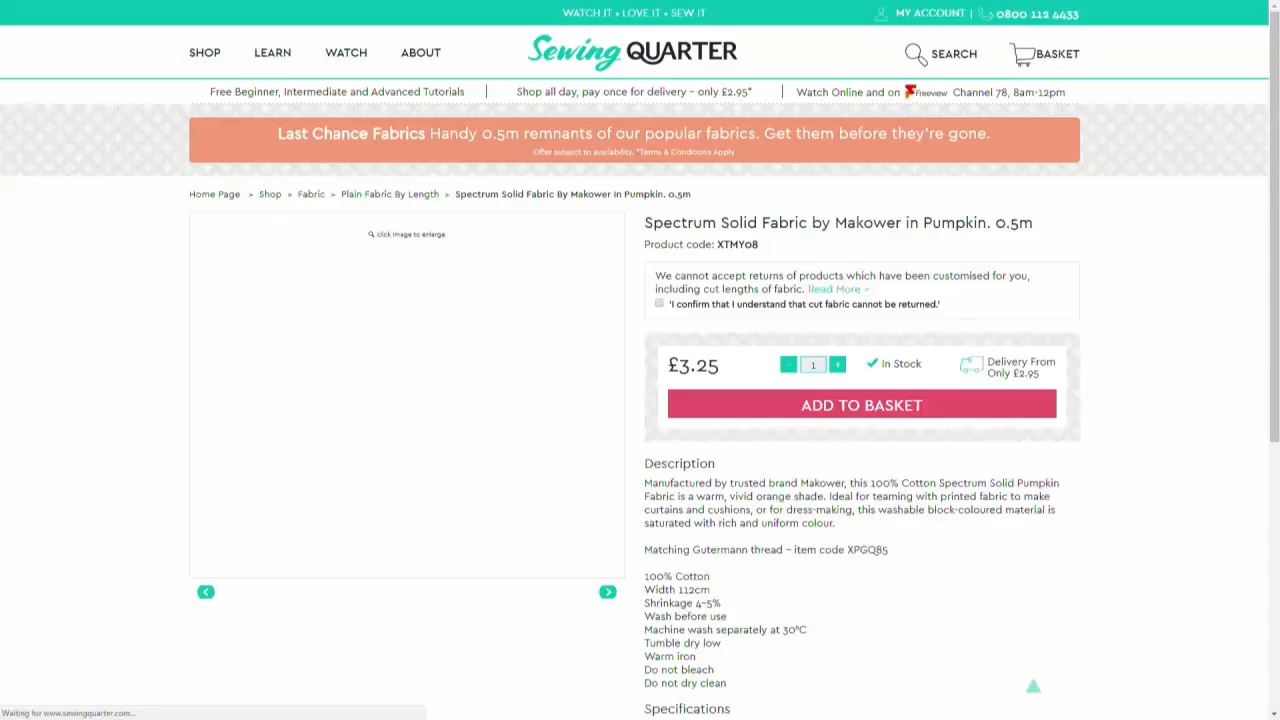 WATCH IT • LOVE IT • SEW IT
MY ACCOUNT | 0800 112 4433
SHOP LEARN WATCH ABOUT
Sewing QUARTER
SEARCH
BASKET
Free Beginner, Intermediate and Advanced Tutorials | Shop all day, pay once for delivery - only £2.95* | Watch Online and on Freeview Channel 78, 8am-12pm
Last Chance Fabrics Handy 0.5m remnants of our popular fabrics. Get them before they're gone.
Offer subject to availability. *Terms & Conditions Apply
Home Page > Shop > Fabric > Plain Fabric By Length > Spectrum Solid Fabric By Makower In Pumpkin. 0.5m
click image to enlarge
Spectrum Solid Fabric by Makower in Pumpkin. 0.5m
Product code: XTMY08
We cannot accept returns of products which have been customised for you,
including cut lengths of fabric. Read More >
'I confirm that I understand that cut fabric cannot be returned.'
£3.25
- 1 +
In Stock
Delivery From
Only £2.95
ADD TO BASKET
Description
Manufactured by trusted brand Makower, this 100% Cotton Spectrum Solid Pumpkin
Fabric is a warm, vivid orange shade. Ideal for teaming with printed fabric to make
curtains and cushions, or for dress-making, this washable block-coloured material is
saturated with rich and uniform colour.
Matching Gutermann thread - item code XPGQ85
100% Cotton
Width 112cm
Shrinkage 4-5%
Wash before use
Machine wash separately at 30°C
Tumble dry low
Warm iron
Do not bleach
Do not dry clean
Specifications
Waiting for www.sewingquarter.com...